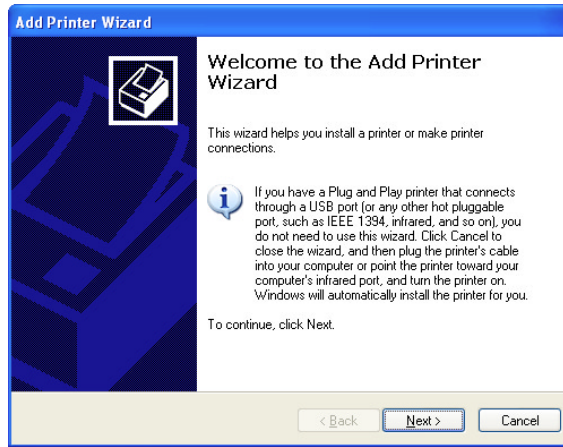 Add Printer Wizard
Welcome to the Add Printer
Wizard
This wizard helps you install a printer or make printer
connections.
If you have a Plug and Play printer that connects
through a USB port (or any other hot pluggable
port, such as IEEE 1394, infrared, and so on), you
do not need to use this wizard. Click Cancel to
close the wizard, and then plug the printer's cable
into your computer or point the printer toward your
computer's infrared port, and turn the printer on.
Windows will automatically install the printer for you.
To continue, click Next.
< Back Next > Cancel